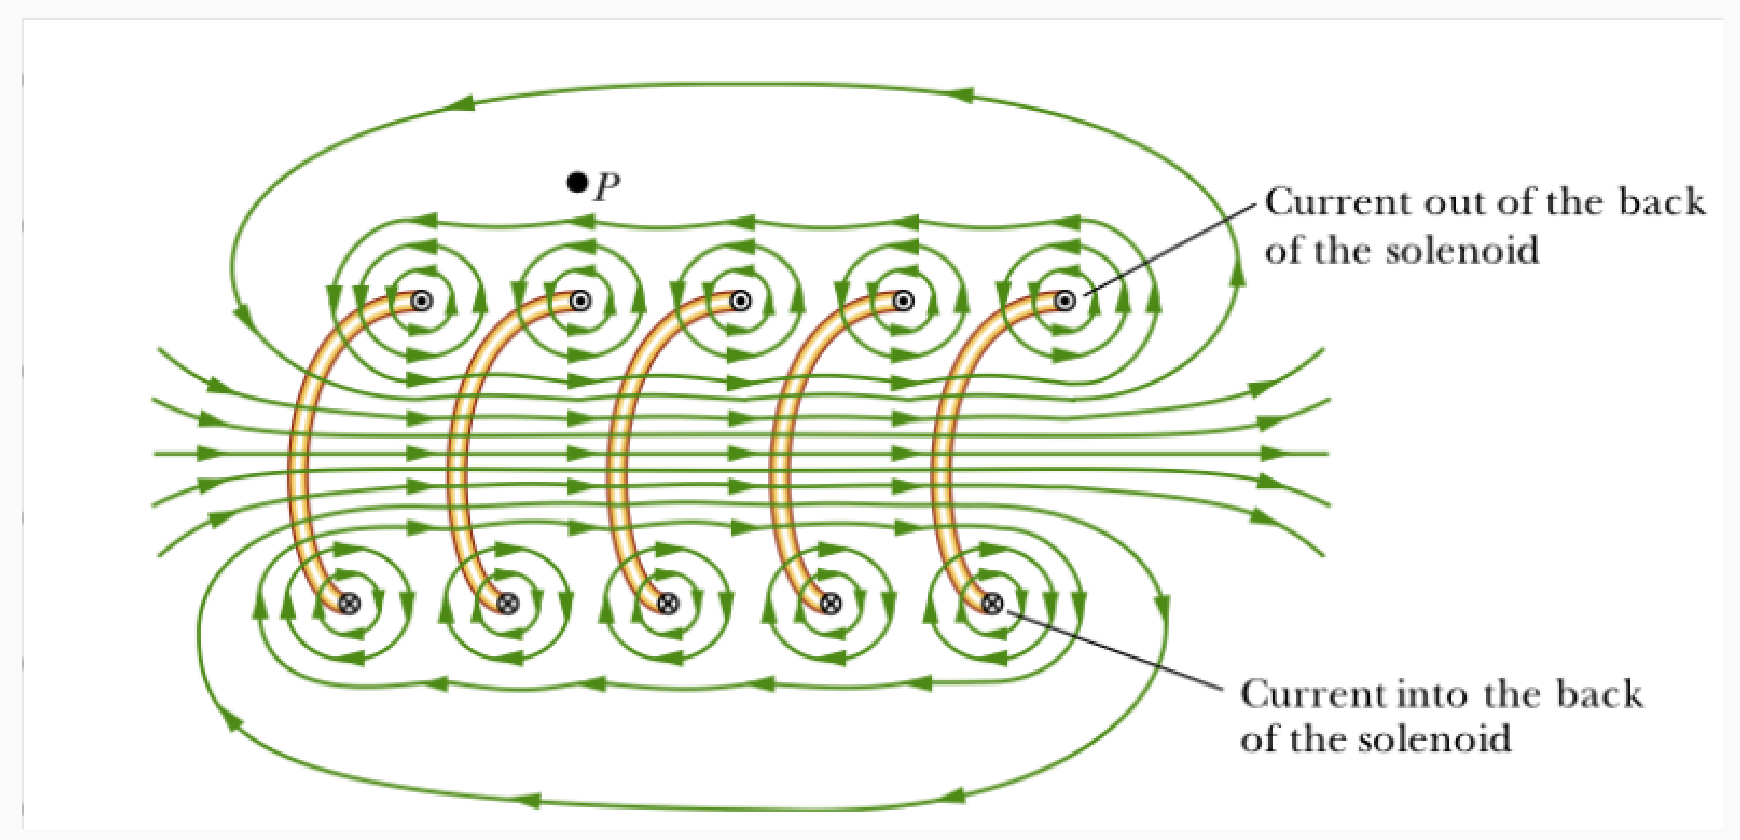 P
Current out of the back
of the solenoid
Current into the back
of the solenoid